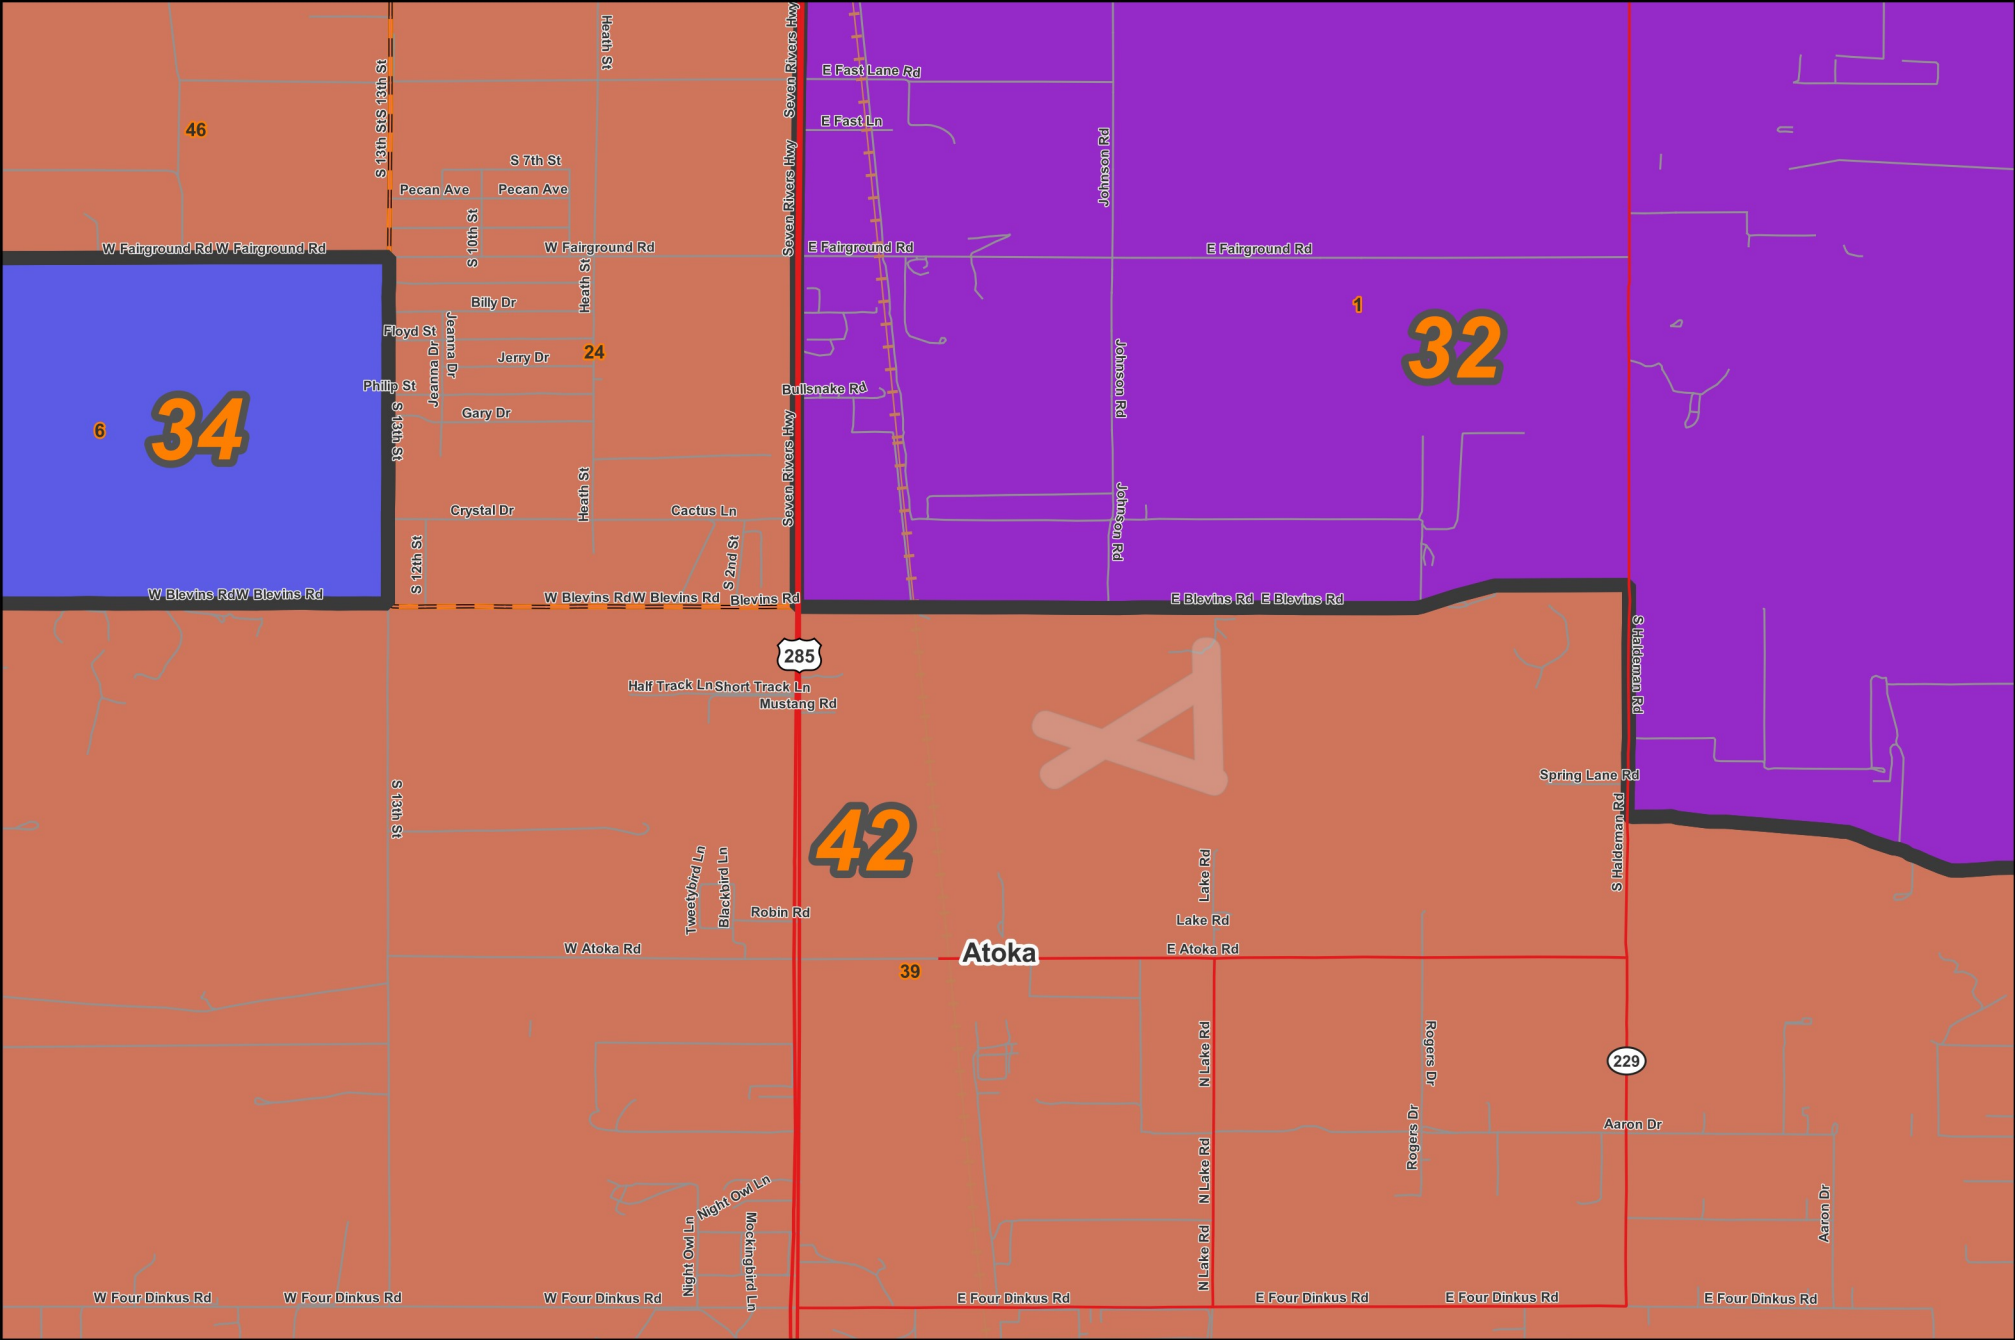 Heath St
Seven Rivers Hwy
E Fast Lane Rd
S 13th St
S 13th St
Seven Rivers Hwy
46
E Fast Ln
Johnson Rd
S 7th St
Pecan Ave
Pecan Ave
Seven Rivers Hwy
S 10th St
W Fairground Rd
W Fairground Rd
W Fairground Rd
E Fairground Rd
E Fairground Rd
Heath St
Billy Dr
1
32
Floyd St
Jeanna Dr
Jeanna Dr
24
Jerry Dr
Johnson Rd
Philip St
Bullsnake Rd
34
6
S 13th St
Gary Dr
Seven Rivers Hwy
Heath St
Crystal Dr
Cactus Ln
Johnson Rd
S 12th St
S 2nd St
W Blevins Rd
W Blevins Rd
W Blevins Rd
W Blevins Rd
Blevins Rd
E Blevins Rd
E Blevins Rd
285
S Haldeman Rd
Half Track Ln
Short Track Ln
Mustang Rd
Spring Lane Rd
S 13th St
42
S Haldeman Rd
Tweetybird Ln
Blackbird Ln
Lake Rd
Robin Rd
Lake Rd
W Atoka Rd
Atoka
E Atoka Rd
39
N Lake Rd
Rogers Dr
229
Aaron Dr
Rogers Dr
N Lake Rd
Night Owl Ln
Aaron Dr
Night Owl Ln
Mockingbird Ln
N Lake Rd
W Four Dinkus Rd
W Four Dinkus Rd
W Four Dinkus Rd
E Four Dinkus Rd
E Four Dinkus Rd
E Four Dinkus Rd
E Four Dinkus Rd